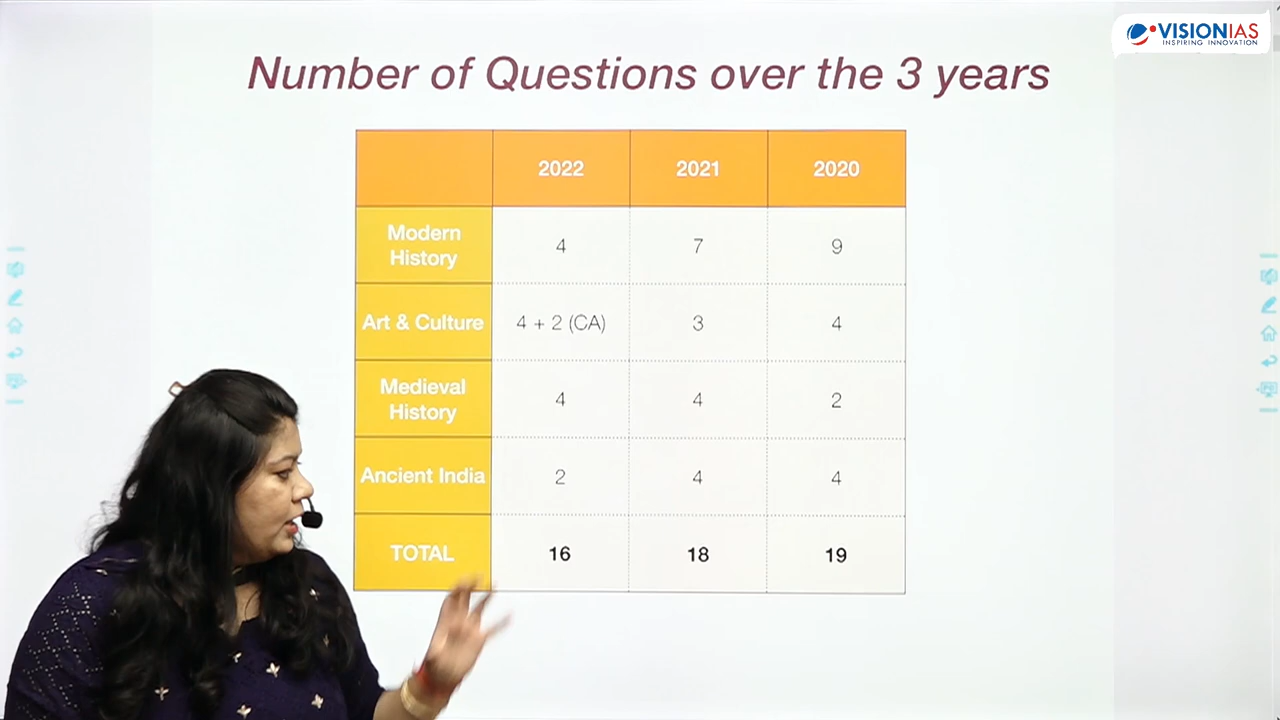 VISIONIAS
INSPIRING INNOVATION
Number of Questions over the 3 years
2022 2021 2020
Modern
History 4 7 9
Art & Culture 4 + 2 (CA) 3 4
Medieval
History 4 4 2
Ancient India 2 4 4
TOTAL 16 18 19